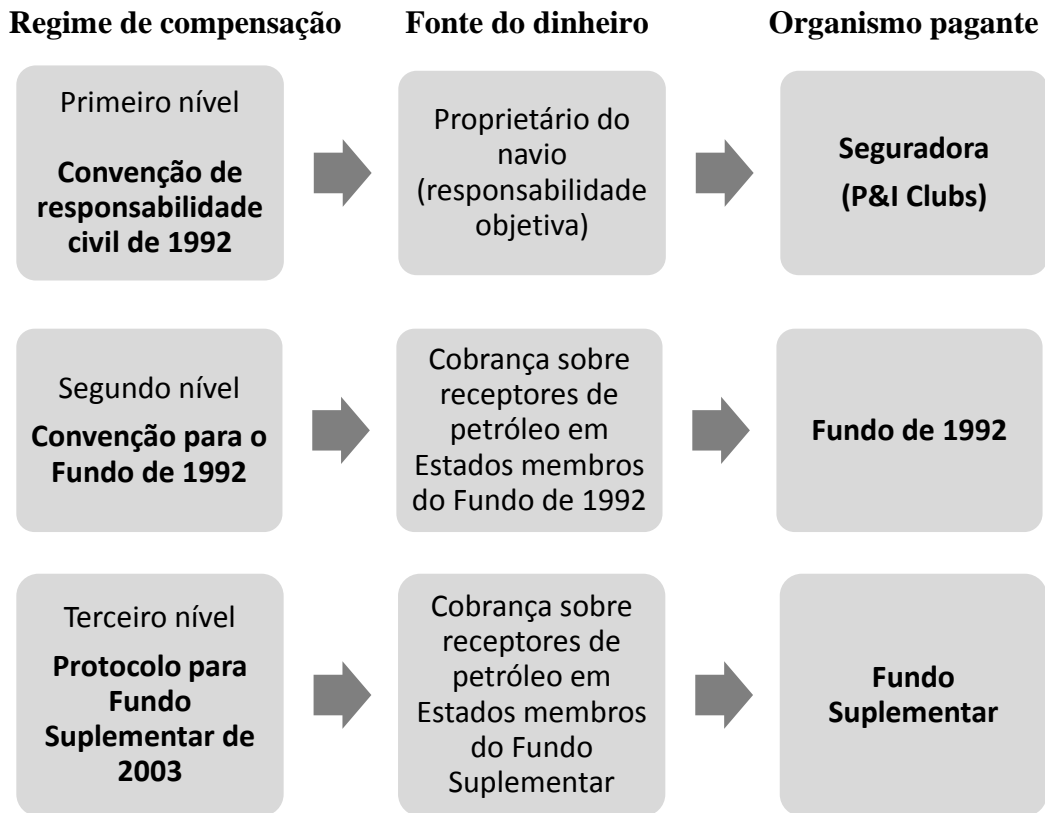 Regime de compensação
Fonte do dinheiro
Organismo pagante
Primeiro nível
Convenção de
responsabilidade
civil de 1992
Proprietário do
navio
(responsabilidade
objetiva)
Seguradora
(P&I Clubs)
Segundo nível
Convenção para o
Fundo de 1992
Cobrança sobre
receptores de
petróleo em
Estados membros
do Fundo de 1992
Fundo de 1992
Terceiro nível
Protocolo para
Fundo
Suplementar de
2003
Cobrança sobre
receptores de
petróleo em
Estados membros
do Fundo
Suplementar
Fundo
Suplementar